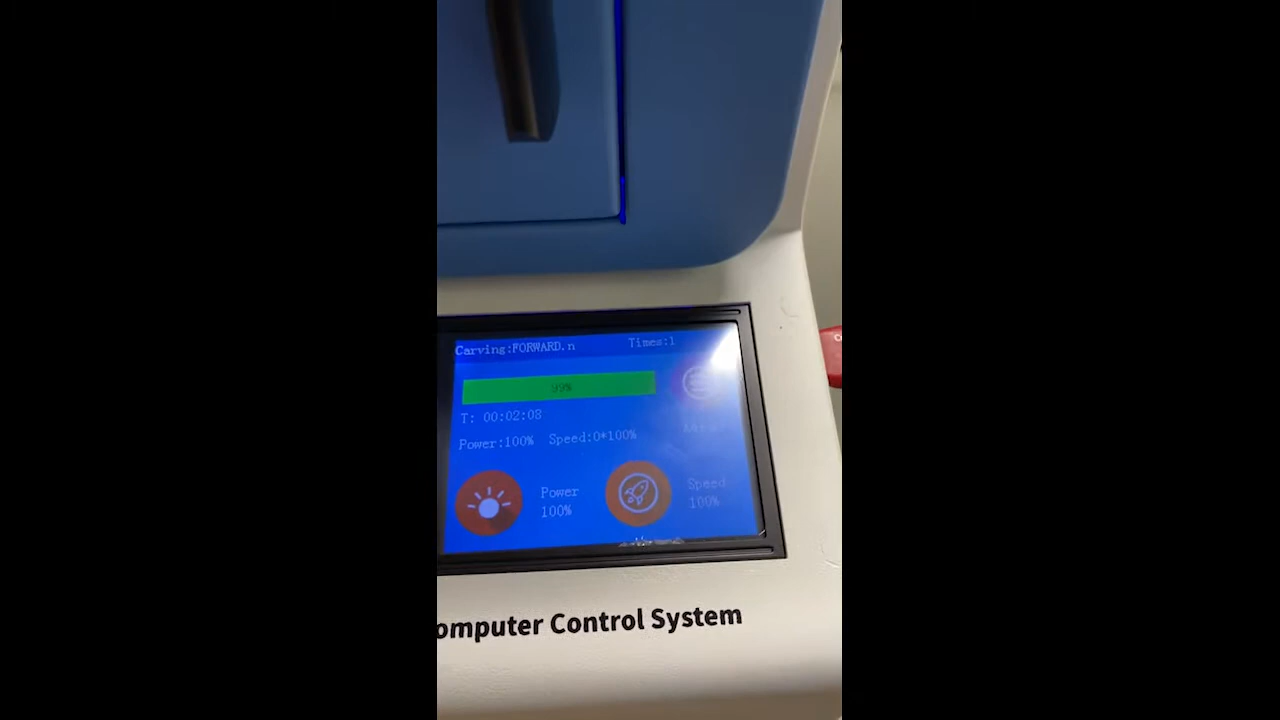 Carving:FORWARD.n Times:1
99%
T: 00:02:08
Power:100% Speed:0*100%
Power
100%
Speed
100%
omputer Control System